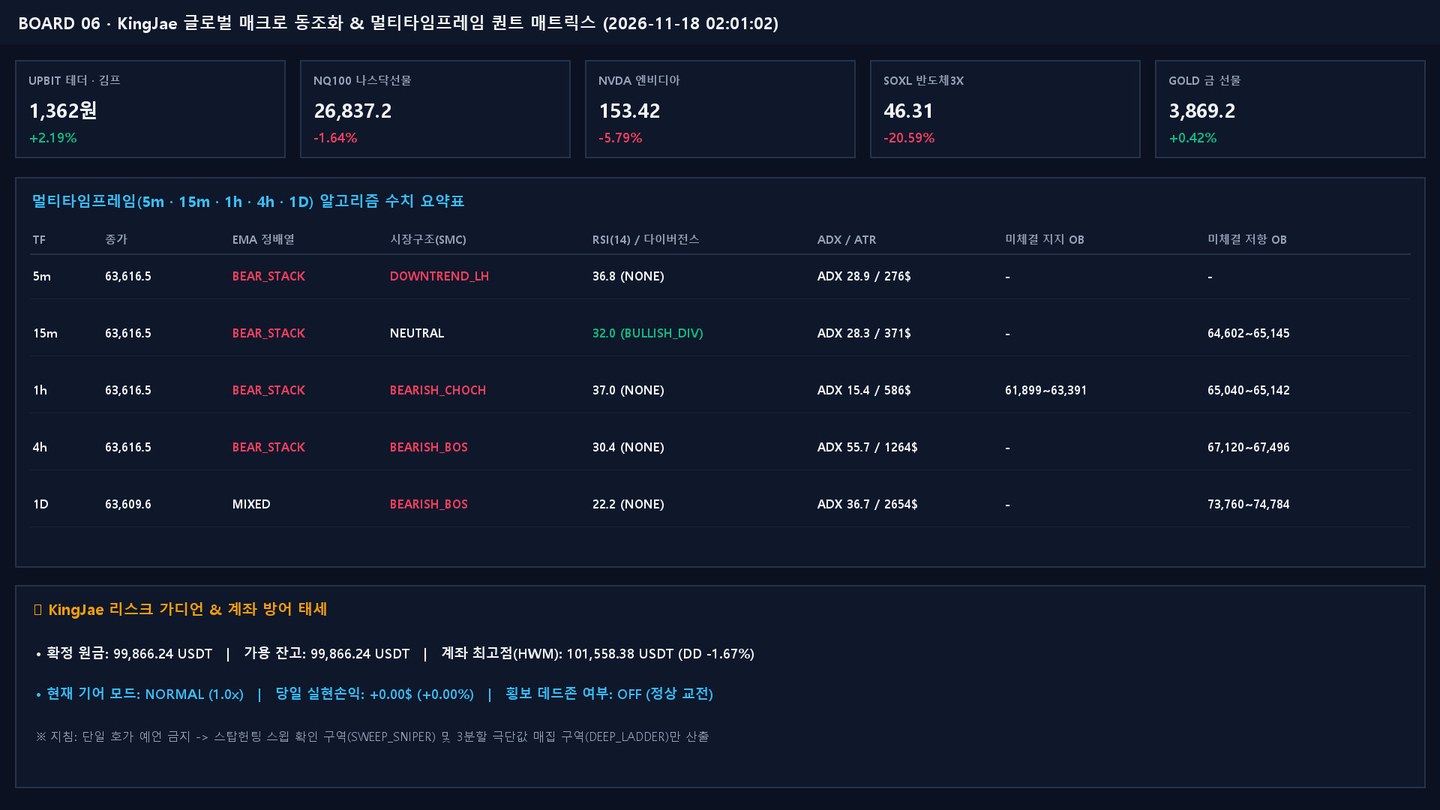 BOARD 06 · KingJae 글로벌 매크로 동조화 & 멀티타임프레임 퀀트 매트릭스 (2026-11-18 02:01:02)
UPBIT 테더 · 김프
1,362원
+2.19%
NQ100 나스닥선물
26,837.2
-1.64%
NVDA 엔비디아
153.42
-5.79%
SOXL 반도체3X
46.31
-20.59%
GOLD 금 선물
3,869.2
+0.42%
멀티타임프레임(5m · 15m · 1h · 4h · 1D) 알고리즘 수치 요약표
TF 종가 EMA 정배열 시장구조(SMC) RSI(14) / 다이버전스 ADX / ATR 미체결 지지 OB 미체결 저항 OB
5m 63,616.5 BEAR_STACK DOWNTREND_LH 36.8 (NONE) ADX 28.9 / 276$ - -
15m 63,616.5 BEAR_STACK NEUTRAL 32.0 (BULLISH_DIV) ADX 28.3 / 371$ - 64,602~65,145
1h 63,616.5 BEAR_STACK BEARISH_CHOCH 37.0 (NONE) ADX 15.4 / 586$ 61,899~63,391 65,040~65,142
4h 63,616.5 BEAR_STACK BEARISH_BOS 30.4 (NONE) ADX 55.7 / 1264$ - 67,120~67,496
1D 63,609.6 MIXED BEARISH_BOS 22.2 (NONE) ADX 36.7 / 2654$ - 73,760~74,784
KingJae 리스크 가디언 & 계좌 방어 태세
• 확정 원금: 99,866.24 USDT | 가용 잔고: 99,866.24 USDT | 계좌 최고점(HWM): 101,558.38 USDT (DD -1.67%)
• 현재 기어 모드: NORMAL (1.0x) | 당일 실현손익: +0.00$ (+0.00%) | 횡보 데드존 여부: OFF (정상 교전)
※ 지침: 단일 호가 예언 금지 -> 스탑헌팅 스윕 확인 구역(SWEEP_SNIPER) 및 3분할 극단값 매집 구역(DEEP_LADDER)만 산출